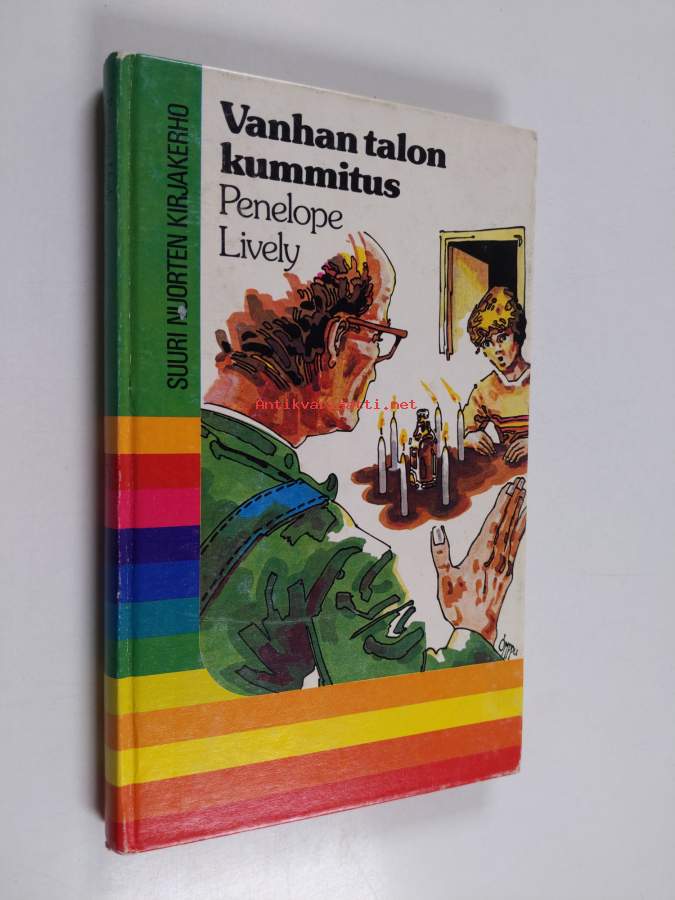 SUURI NUORTEN KIRJAKERHO
Vanhan talon
kummitus
Penelope
Lively
Antikvariaatti.net